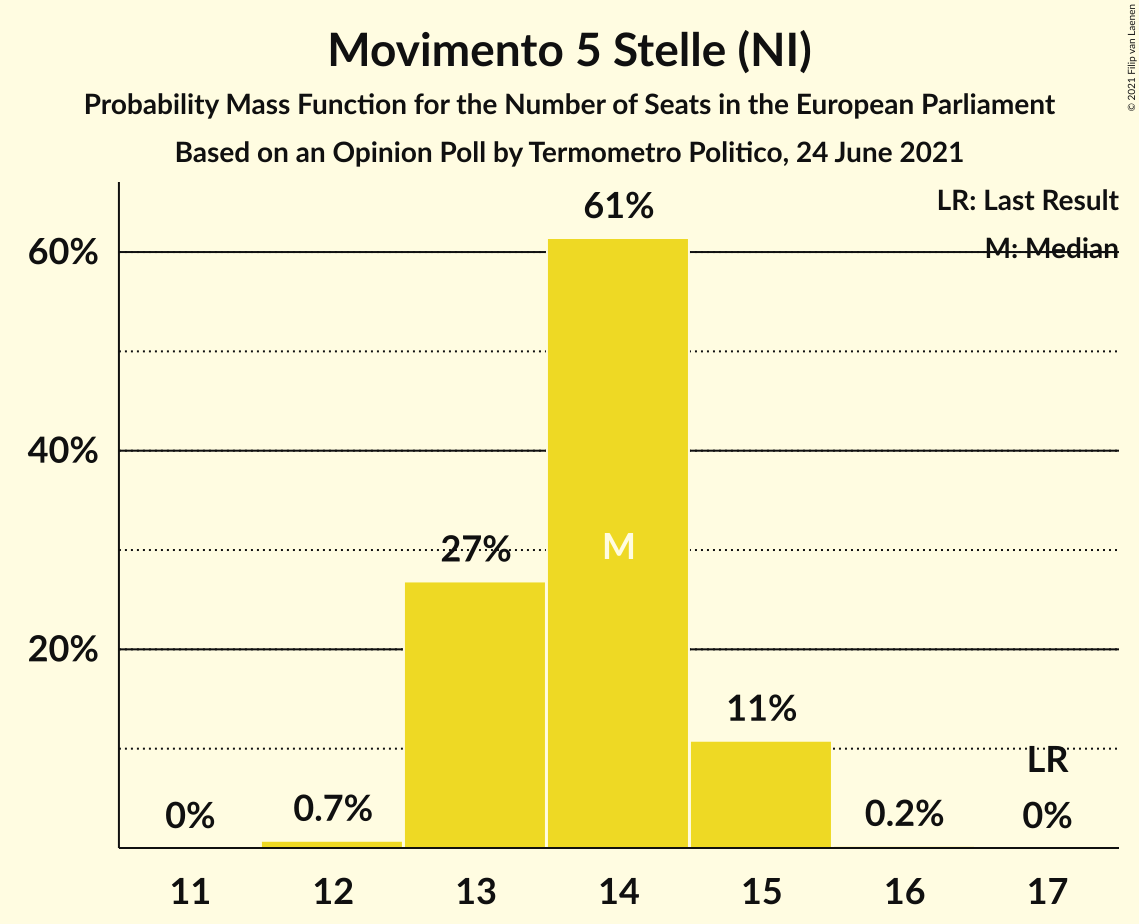 Movimento 5 Stelle (NI)
Probability Mass Function for the Number of Seats in the European Parliament
Based on an Opinion Poll by Termometro Politico, 24 June 2021
© 2021 Filip van Laenen
LR: Last Result
M: Median
60%
40%
20%
0%
0.7%
27%
61%
M
11%
0.2%
LR
0%
11
12
13
14
15
16
17